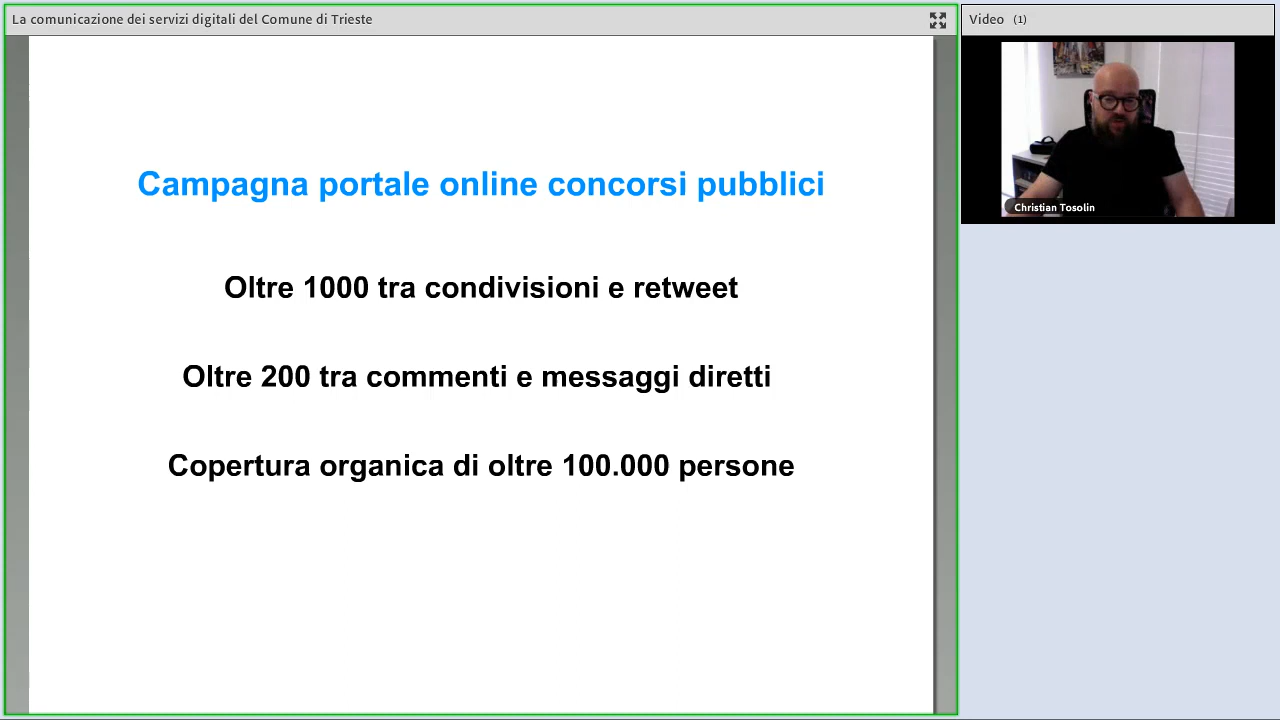 La comunicazione dei servizi digitali del Comune di Trieste
Video (1)
Christian Tosolin
Campagna portale online concorsi pubblici
Oltre 1000 tra condivisioni e retweet
Oltre 200 tra commenti e messaggi diretti
Copertura organica di oltre 100.000 persone